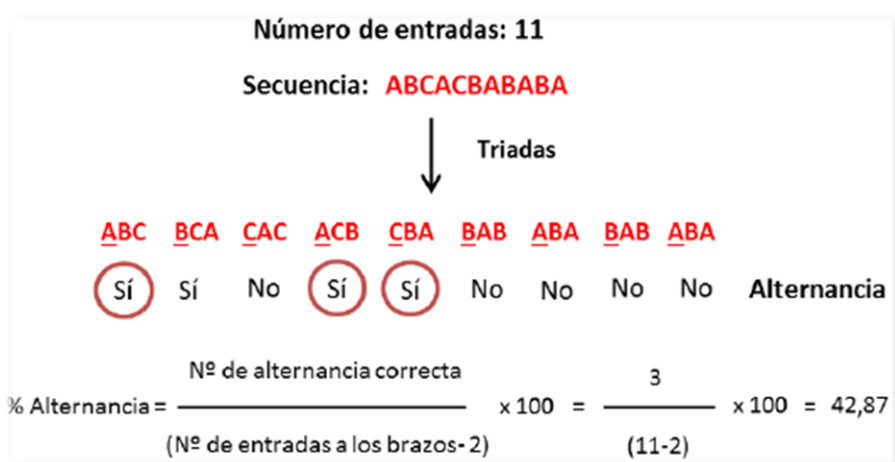 Número de entradas: 11
Secuencia: ABCACBABABA
Triadas
ABC BCA CAC ACB CBA BAB ABA BAB ABA
Sí Sí No Sí Sí No No No No Alternancia
Nº de alternancia correcta 3
% Alternancia = x 100 = x 100 = 42,87
(Nº de entradas a los brazos- 2) (11-2)